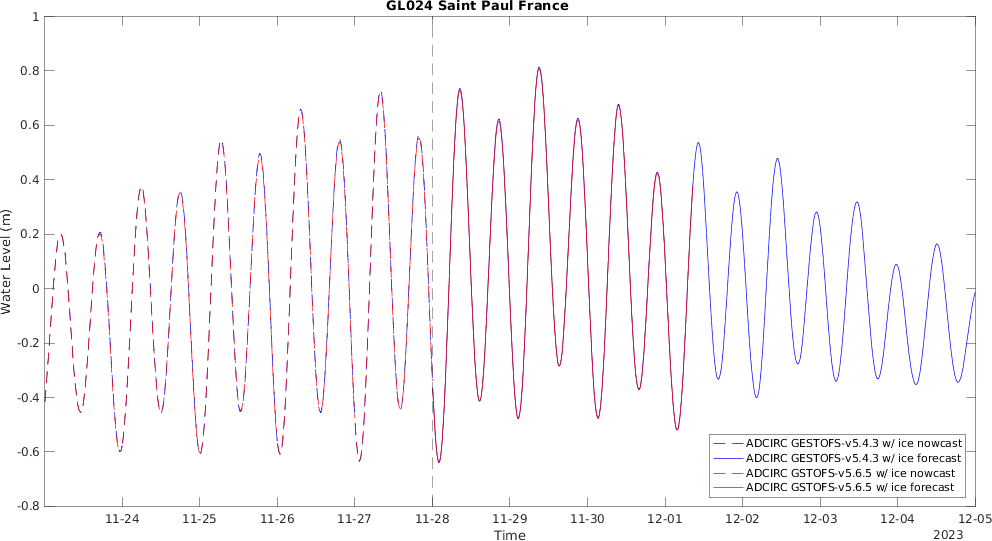 GL024 Saint Paul France
Water Level (m)
1
0.8
0.6
0.4
0.2
0
-0.2
-0.4
-0.6
-0.8
ADCIRC GESTOFS-v5.4.3 w/ ice nowcast
ADCIRC GESTOFS-v5.4.3 w/ ice forecast
ADCIRC GSTOFS-v5.6.5 w/ ice nowcast
ADCIRC GSTOFS-v5.6.5 w/ ice forecast
11-24 11-25 11-26 11-27 11-28 11-29 11-30 12-01 12-02 12-03 12-04 12-05
Time
2023